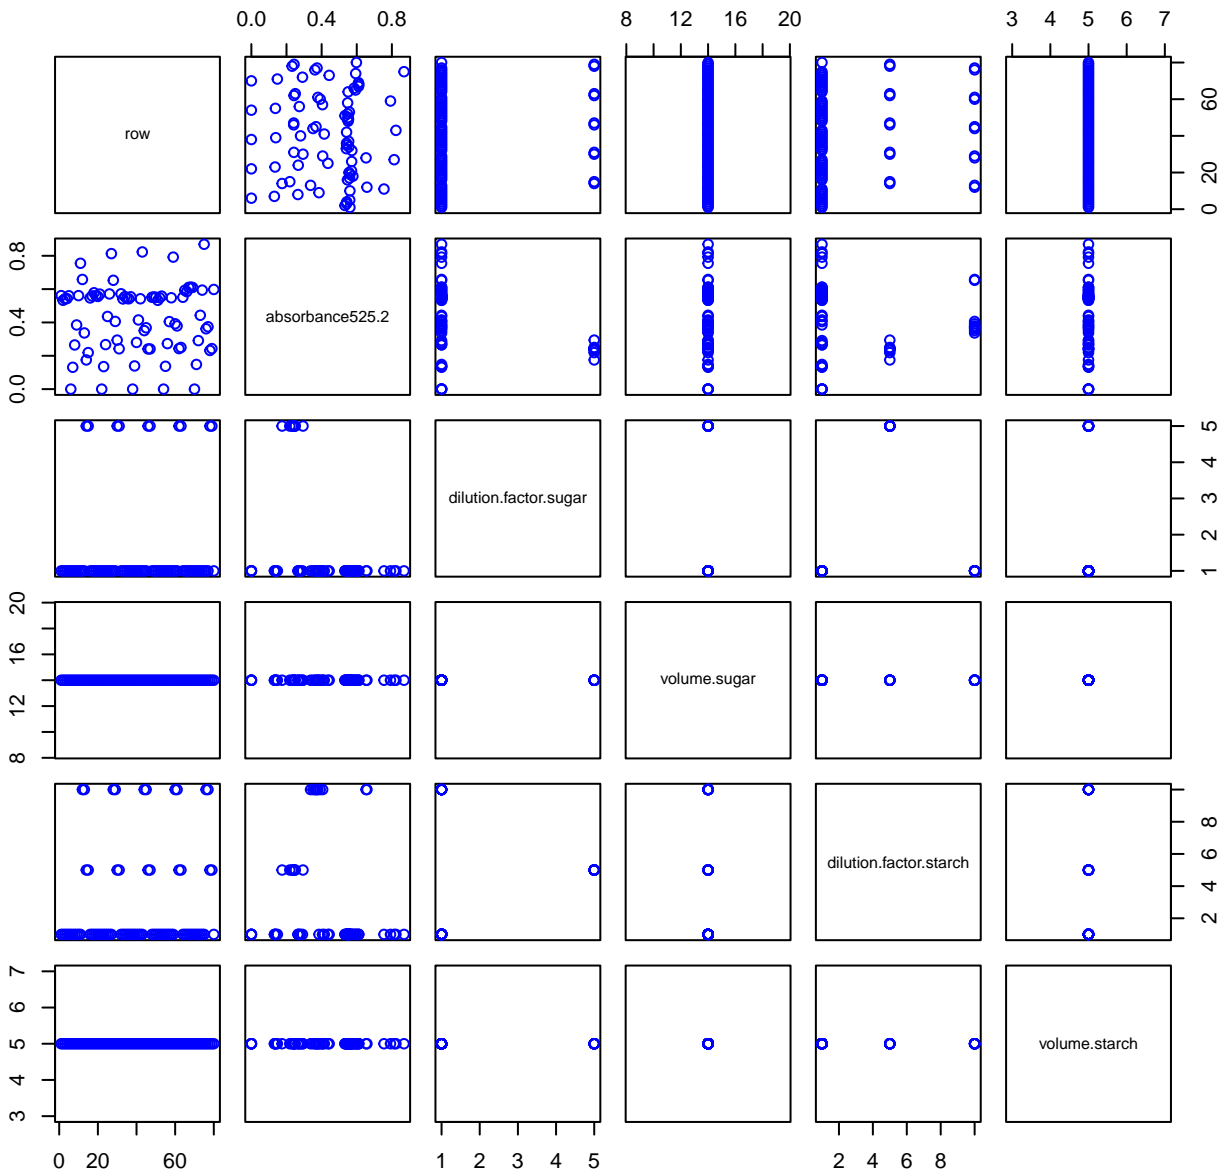 0.0 0.4 0.8 8 14 20 3 4 5 6 7
row
0 20 60
0.0 0.4 0.8
absorbance525.2
dilution.factor.sugar
1 2 3 4 5
8 12 16 20
volume.sugar
dilution.factor.starch
2 4 6 8
3 4 5 6 7
volume.starch
0 20 60 1 2 3 4 5 2 4 6 8